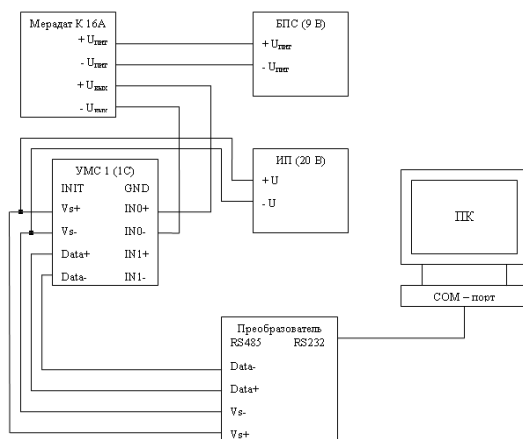 Мерадат К 16А
+ Uпит
- Uпит
+ Uвых
- Uвых
БПС (9 В)
+ Uпит
- Uпит
УМС 1 (1С)
INIT GND
Vs+ IN0+
Vs- IN0-
Data+ IN1+
Data- IN1-
ИП (20 В)
+ U
- U
ПК
COM – порт
Преобразователь
RS485 RS232
Data-
Data+
Vs-
Vs+